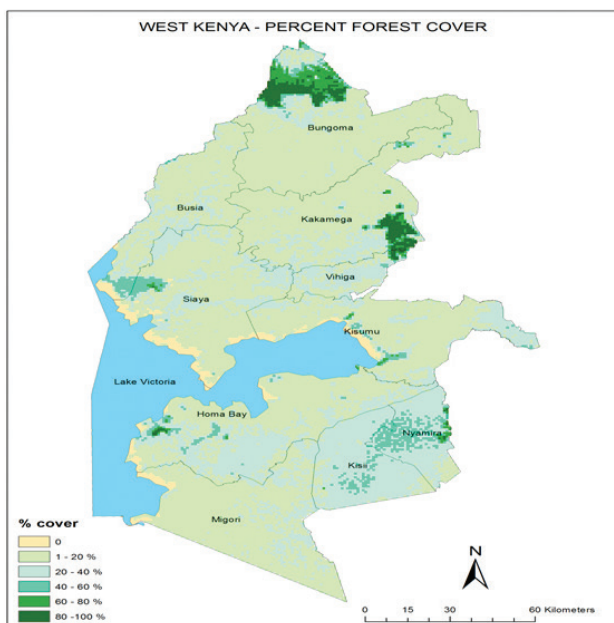 WEST KENYA - PERCENT FOREST COVER
Bungoma
Busia
Kakamega
Vihiga
Siaya
Kisumu
Lake Victoria
Homa Bay
Nyamira
Kisii
Migori
% cover
0
1 - 20 %
20 - 40 %
40 - 60 %
60 - 80 %
80 -100 %
N
0 15 30 60 Kilometers